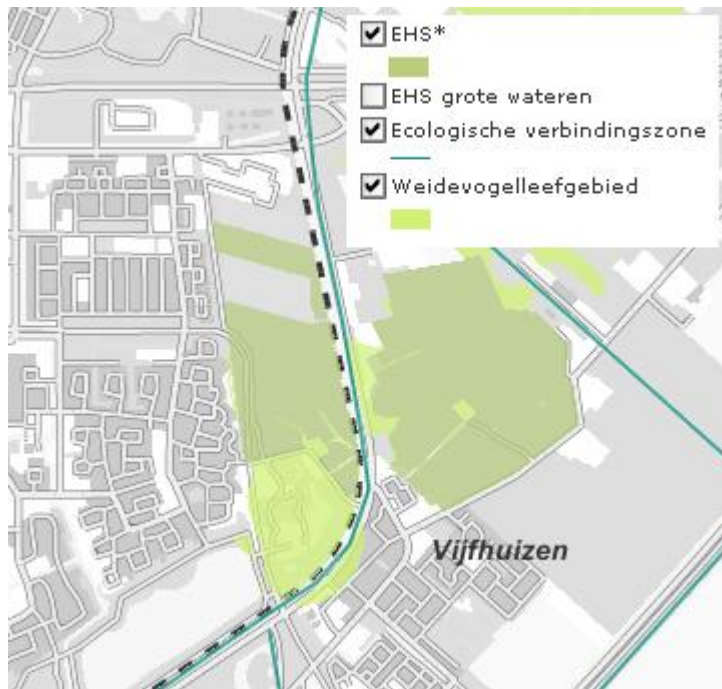 EHS*
EHS grote wateren
Ecologische verbindingszone
Weidevogelleefgebied
Vijfhuizen